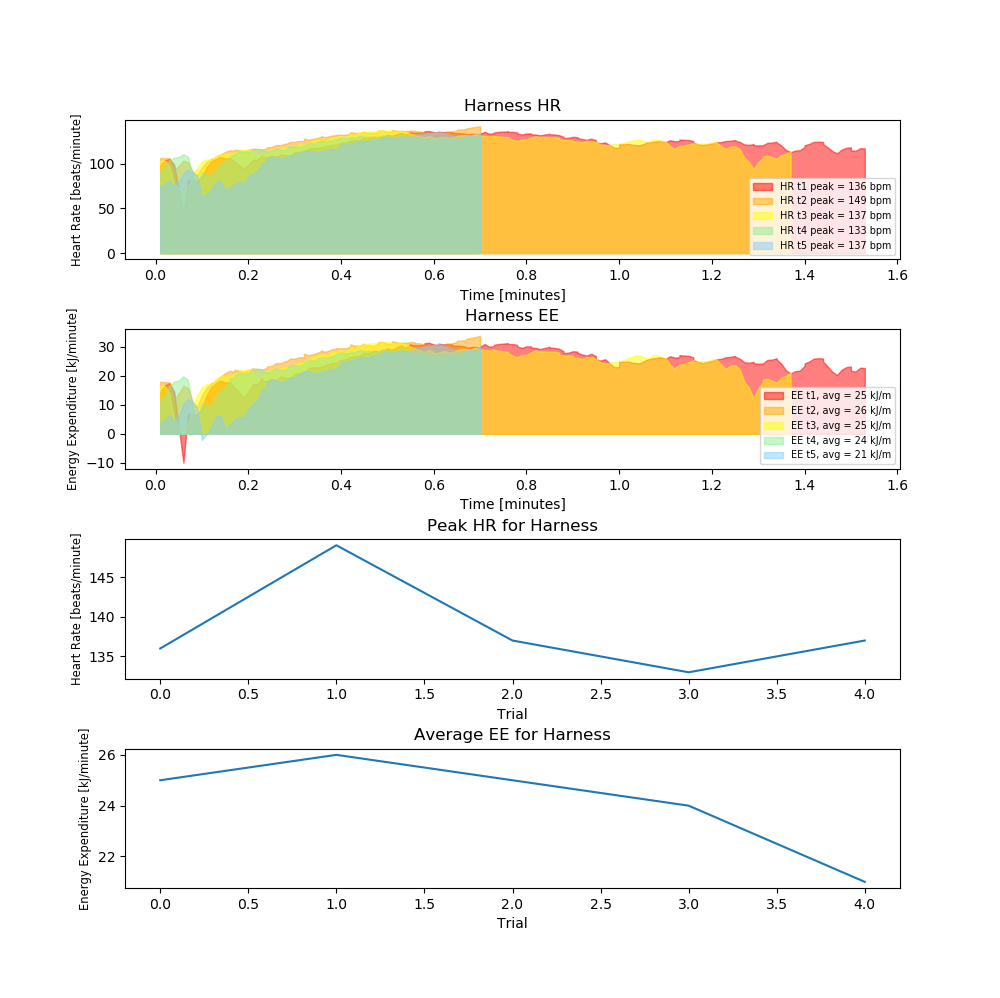 Harness HR
Heart Rate [beats/minute]
100
50
0
HR t1 peak = 136 bpm
HR t2 peak = 149 bpm
HR t3 peak = 137 bpm
HR t4 peak = 133 bpm
HR t5 peak = 137 bpm
0.0 0.2 0.4 0.6 0.8 1.0 1.2 1.4 1.6
Time [minutes]
Harness EE
Energy Expenditure [kJ/minute]
30
20
10
0
−10
EE t1, avg = 25 kJ/m
EE t2, avg = 26 kJ/m
EE t3, avg = 25 kJ/m
EE t4, avg = 24 kJ/m
EE t5, avg = 21 kJ/m
0.0 0.2 0.4 0.6 0.8 1.0 1.2 1.4 1.6
Time [minutes]
Peak HR for Harness
Heart Rate [beats/minute]
145
140
135
0.0 0.5 1.0 1.5 2.0 2.5 3.0 3.5 4.0
Trial
Average EE for Harness
Energy Expenditure [kJ/minute]
26
24
22
0.0 0.5 1.0 1.5 2.0 2.5 3.0 3.5 4.0
Trial